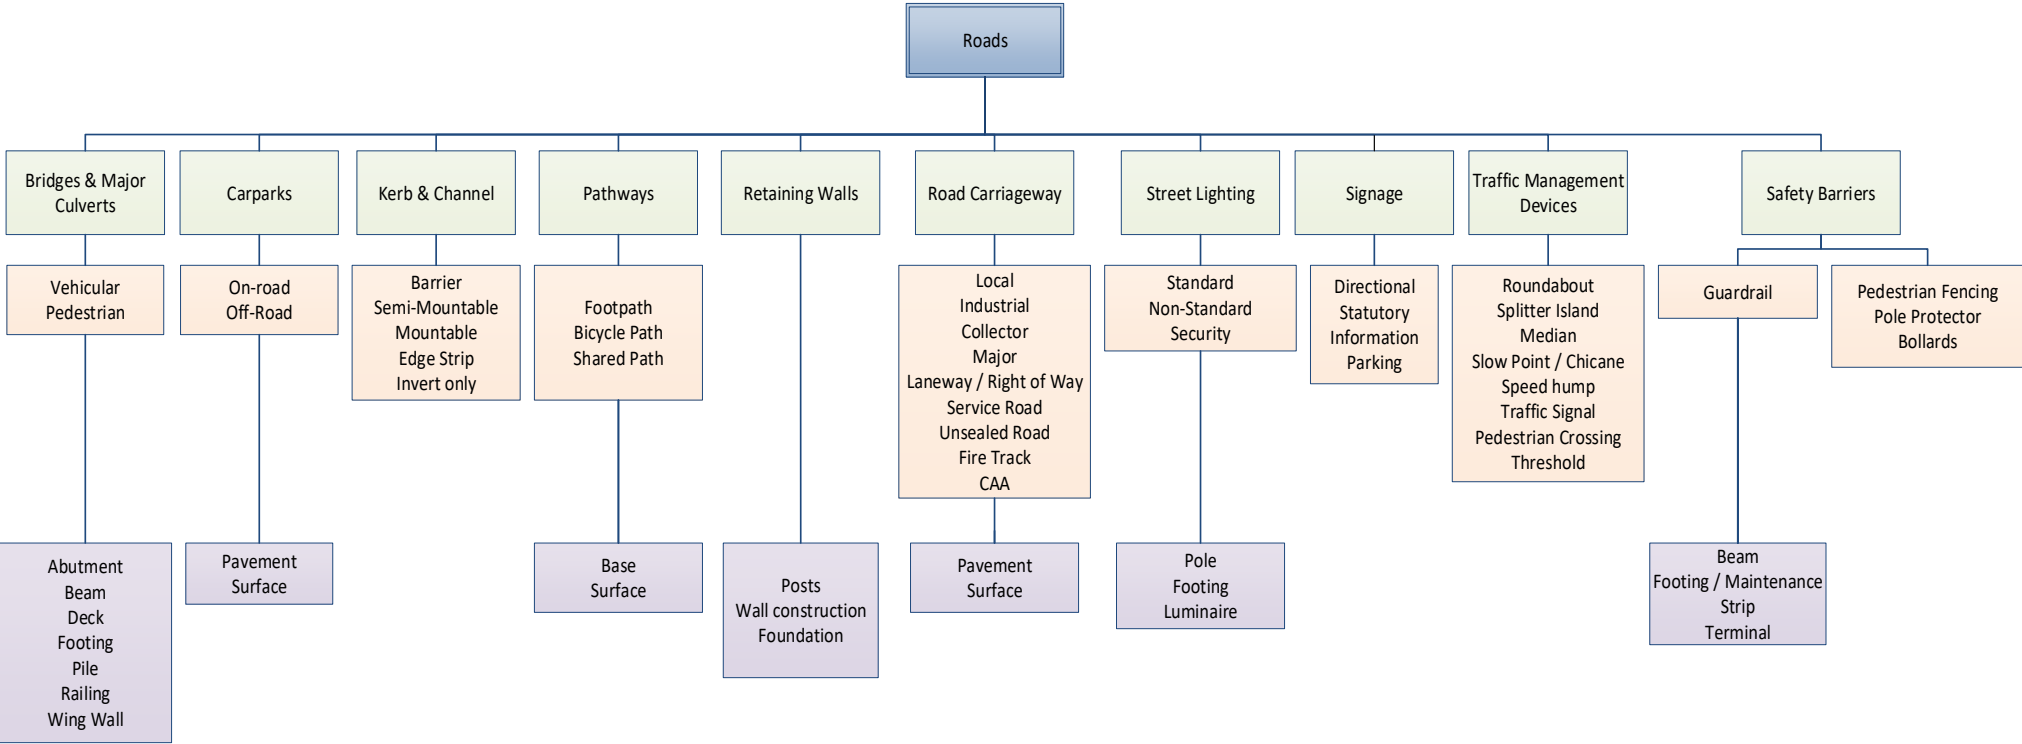 Roads
Bridges & Major
Culverts
Carparks
Kerb & Channel
Pathways
Retaining Walls
Road Carriageway
Street Lighting
Signage
Traffic Management
Devices
Safety Barriers
Vehicular
Pedestrian
On-road
Off-Road
Barrier
Semi-Mountable
Mountable
Edge Strip
Invert only
Footpath
Bicycle Path
Shared Path
Local
Industrial
Collector
Major
Laneway / Right of Way
Service Road
Unsealed Road
Fire Track
CAA
Standard
Non-Standard
Security
Directional
Statutory
Information
Parking
Roundabout
Splitter Island
Median
Slow Point / Chicane
Speed hump
Traffic Signal
Pedestrian Crossing
Threshold
Guardrail
Pedestrian Fencing
Pole Protector
Bollards
Abutment
Beam
Deck
Footing
Pile
Railing
Wing Wall
Pavement
Surface
Base
Surface
Posts
Wall construction
Foundation
Pavement
Surface
Pole
Footing
Luminaire
Beam
Footing / Maintenance
Strip
Terminal